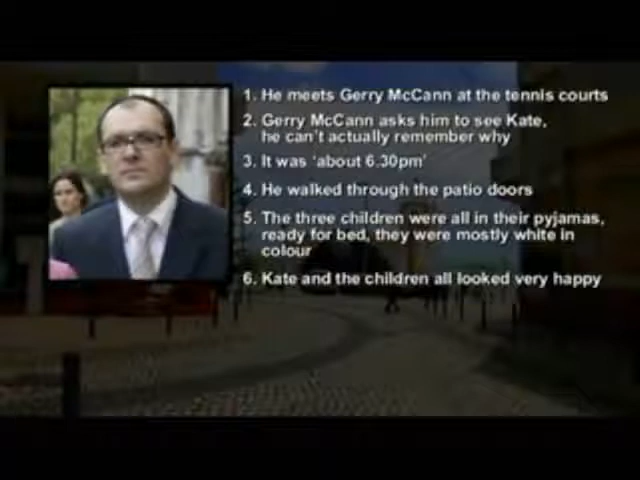 1. He meets Gerry McCann at the tennis courts
2. Gerry McCann asks him to see Kate,
he can't actually remember why
3. It was 'about 6.30pm'
4. He walked through the patio doors
5. The three children were all in their pyjamas,
ready for bed, they were mostly white in
colour
6. Kate and the children all looked very happy